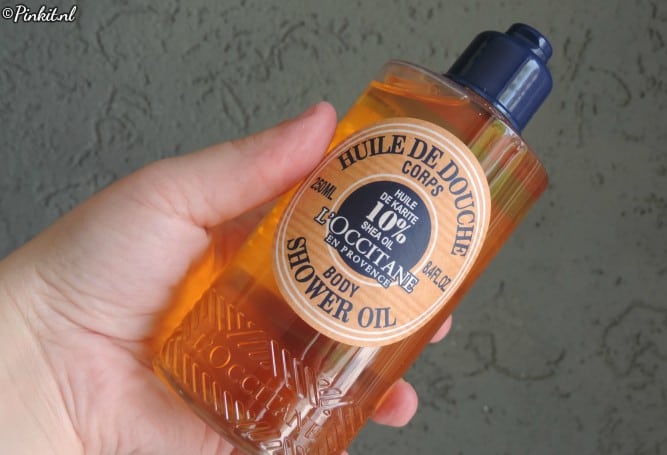 ©Pinkit.nl
HUILE DE DOUCHE
CORPS
250ML
HUILE
DE KARITE
10%
SHEA OIL
L'OCCITANE
EN PROVENCE
8.4FL.OZ
BODY
SHOWER OIL
L'OCCITANE